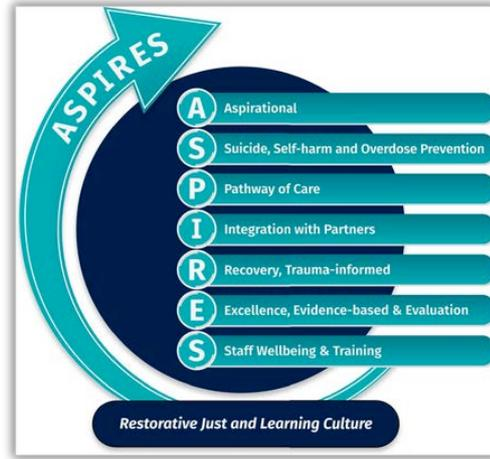 ASPIRES
A Aspirational
S Suicide, Self-harm and Overdose Prevention
P Pathway of Care
I Integration with Partners
R Recovery, Trauma-informed
E Excellence, Evidence-based & Evaluation
S Staff Wellbeing & Training
Restorative Just and Learning Culture